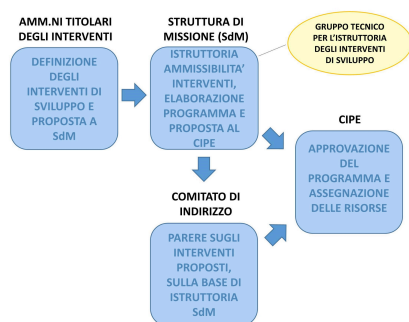 AMM.NI TITOLARI
DEGLI INTERVENTI
DEFINIZIONE
DEGLI
INTERVENTI DI
SVILUPPO E
PROPOSTA A
SdM
STRUTTURA DI
MISSIONE (SdM)
ISTRUTTORIA
AMMISSIBILITA'
INTERVENTI,
ELABORAZIONE
PROGRAMMA E
PROPOSTA AL
CIPE
GRUPPO TECNICO
PER L'ISTRUTTORIA
DEGLI INTERVENTI
DI SVILUPPO
CIPE
APPROVAZIONE
DEL
PROGRAMMA E
ASSEGNAZIONE
DELLE RISORSE
COMITATO DI
INDIRIZZO
PARERE SUGLI
INTERVENTI
PROPOSTI,
SULLA BASE DI
ISTRUTTORIA
SdM